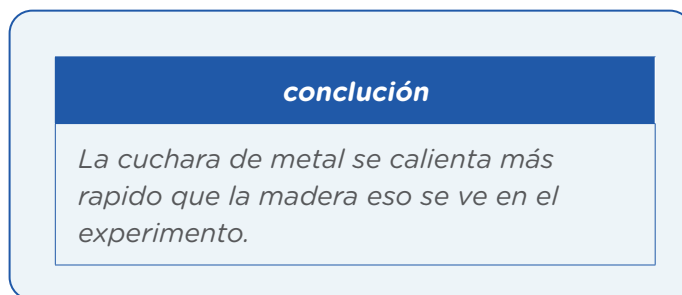 conclución
La cuchara de metal se calienta más
rapido que la madera eso se ve en el
experimento.